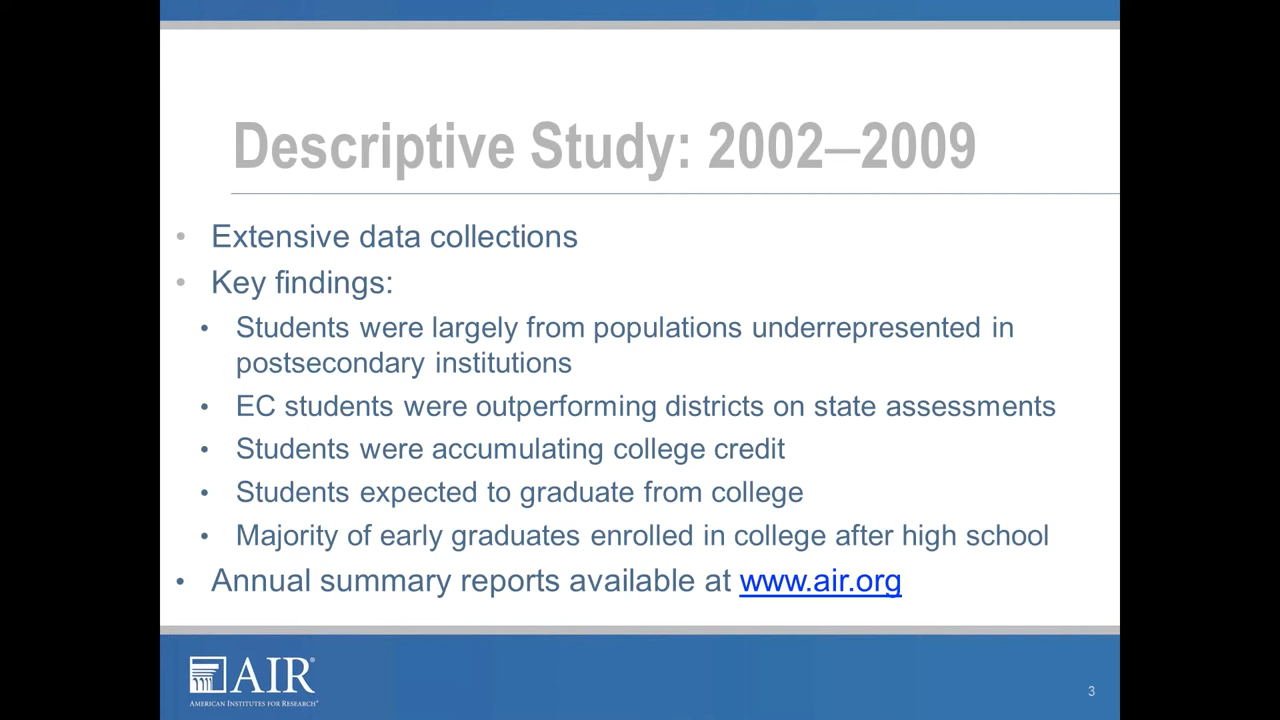 Descriptive Study: 2002—2009
• Extensive data collections
• Key findings:
• Students were largely from populations underrepresented in
postsecondary institutions
• EC students were outperforming districts on state assessments
• Students were accumulating college credit
• Students expected to graduate from college
• Majority of early graduates enrolled in college after high school
• Annual summary reports available at www.air.org
AIR®
AMERICAN INSTITUTES FOR RESEARCH®
3